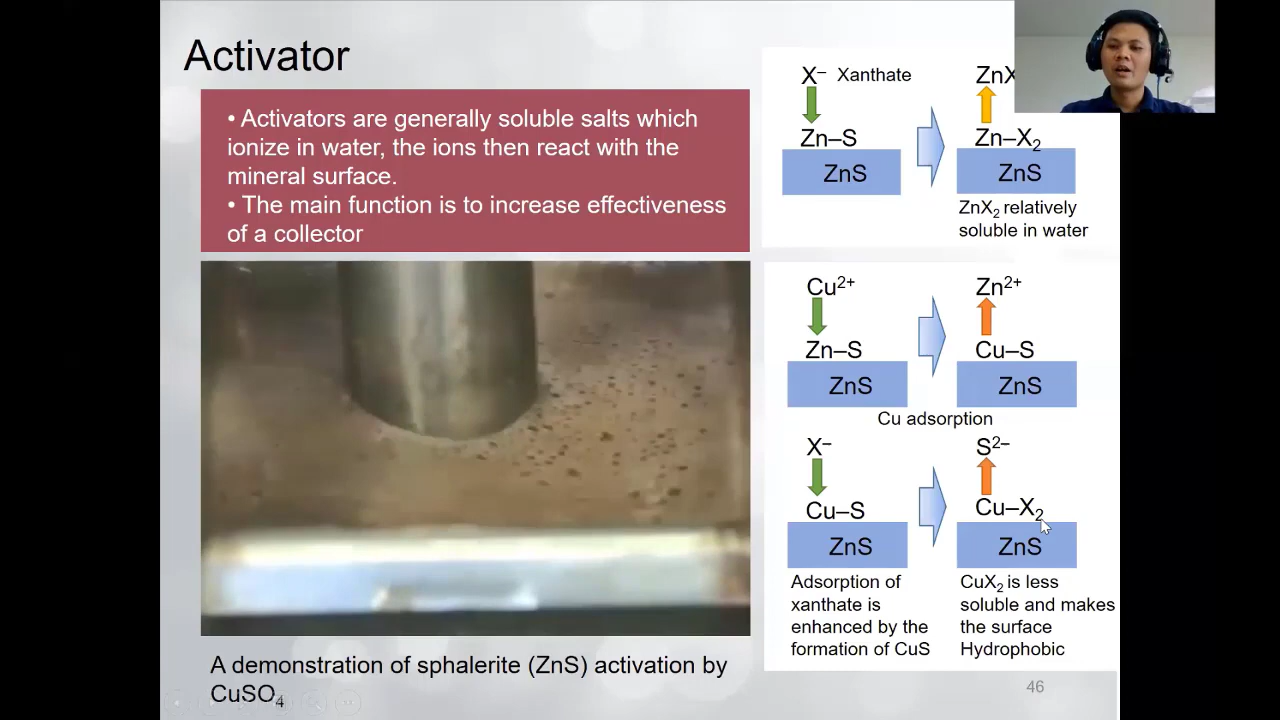 Activator
• Activators are generally soluble salts which
ionize in water, the ions then react with the
mineral surface.
• The main function is to increase effectiveness
of a collector
A demonstration of sphalerite (ZnS) activation by
CuSO₄
X⁻ Xanthate
ZnX
Zn–S
Zn–X₂
ZnS
ZnS
ZnX₂ relatively
soluble in water
Cu²⁺
Zn²⁺
Zn–S
Cu–S
ZnS
ZnS
Cu adsorption
X⁻
S²⁻
Cu–S
Cu–X₂
ZnS
ZnS
Adsorption of
xanthate is
enhanced by the
formation of CuS
CuX₂ is less
soluble and makes
the surface
Hydrophobic
46